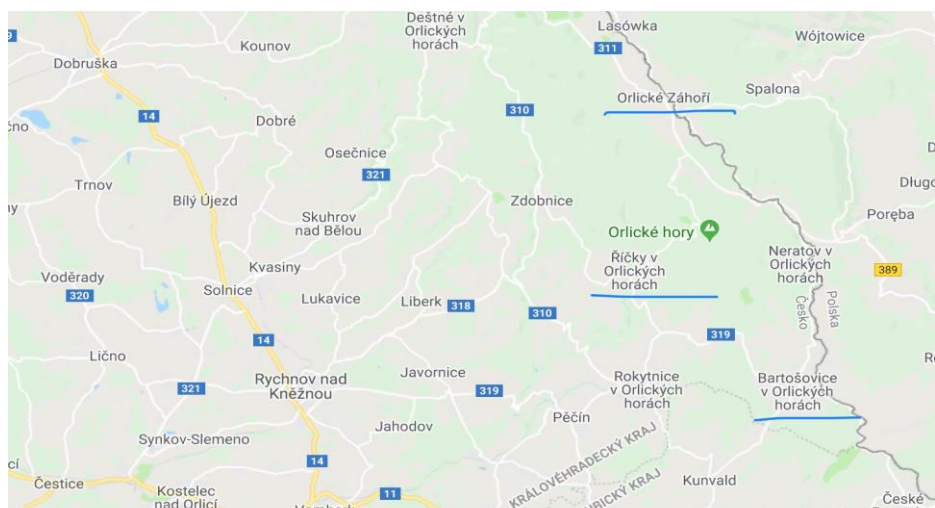 Deštné v
Orlických
horách
Lasówka
Kounov
Wójtowice
311
Dobruška
Spalona
Orlické Záhoří
310
14
Dobré
Osečnice
321
Trnov
Bílý Újezd
Zdobnice
Skuhrov
nad Bělou
Poręba
Orlické hory
Neratov v
Orlických
horách
Říčky v
Orlických
horách
Kvasiny
389
Voděrady
320
Solnice
Lukavice
Liberk
318
310
Česko
Polska
319
14
Lično
Javornice
Rychnov nad
Kněžnou
321
319
Rokytnice
v Orlických
horách
Bartošovice
v Orlických
horách
Pěčín
Jahodov
Synkov-Slemeno
KRÁLOVÉHRADECKÝ KRAJ
14
Kunvald
Čestice
Kostelec
nad Orlicí
11
České